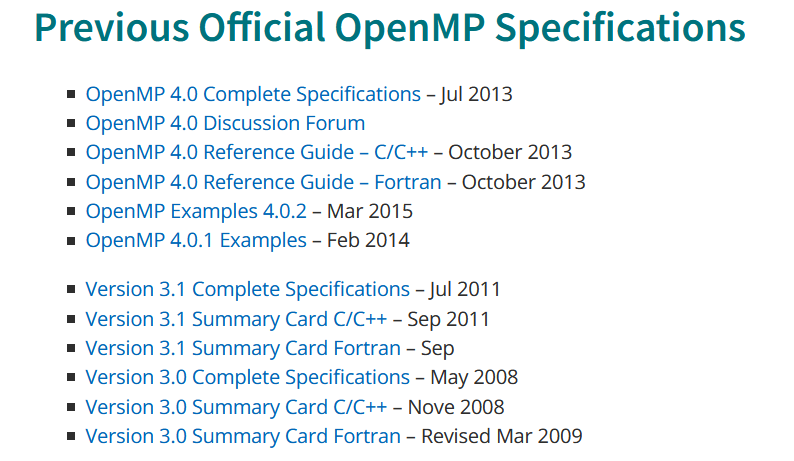 Previous Official OpenMP Specifications
OpenMP 4.0 Complete Specifications – Jul 2013
OpenMP 4.0 Discussion Forum
OpenMP 4.0 Reference Guide – C/C++ – October 2013
OpenMP 4.0 Reference Guide – Fortran – October 2013
OpenMP Examples 4.0.2 – Mar 2015
OpenMP 4.0.1 Examples – Feb 2014
Version 3.1 Complete Specifications – Jul 2011
Version 3.1 Summary Card C/C++ – Sep 2011
Version 3.1 Summary Card Fortran – Sep
Version 3.0 Complete Specifications – May 2008
Version 3.0 Summary Card C/C++ – Nove 2008
Version 3.0 Summary Card Fortran – Revised Mar 2009